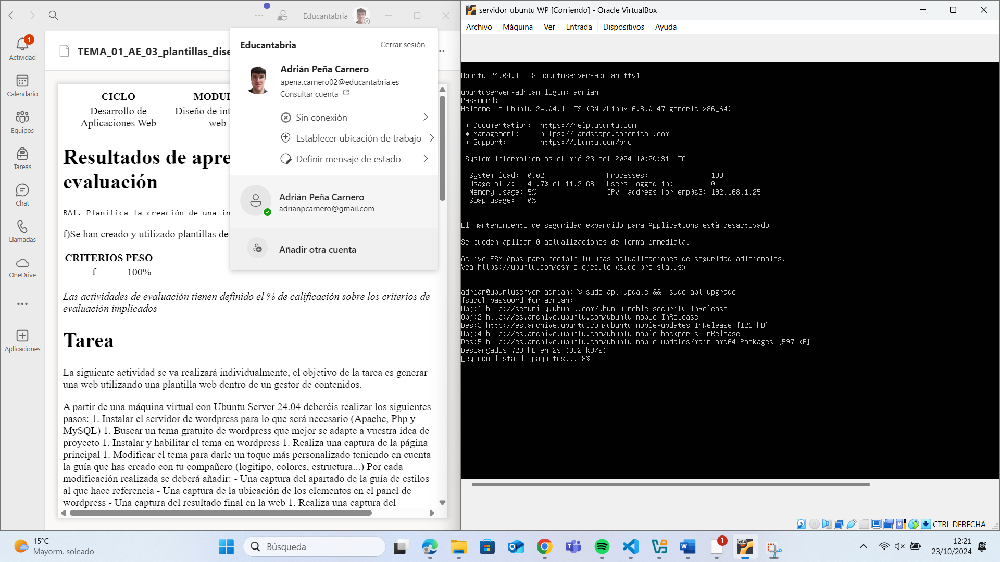 Educantabria
1
Actividad
Calendario
Equipos
Tareas
Chat
Llamadas
OneDrive
Aplicaciones
TEMA_01_AE_03_plantillas_dise
CICLO
Desarrollo de
Aplicaciones Web
MODUL
Diseño de int
web
Resultados de apre
evaluación
RA1. Planifica la creación de una in
f)Se han creado y utilizado plantillas de
CRITERIOS PESO
f 100%
Las actividades de evaluación tienen definido el % de calificación sobre los criterios de
evaluación implicados
Tarea
La siguiente actividad se va realizará individualmente, el objetivo de la tarea es generar
una web utilizando una plantilla web dentro de un gestor de contenidos.
A partir de una máquina virtual con Ubuntu Server 24.04 deberéis realizar los siguientes
pasos: 1. Instalar el servidor de wordpress para lo que será necesario (Apache, Php y
MySQL) 1. Buscar un tema gratuito de wordpress que mejor se adapte a vuestra idea de
proyecto 1. Instalar y habilitar el tema en wordpress 1. Realiza una captura de la página
principal 1. Modificar el tema para darle un toque más personalizado teniendo en cuenta
la guía que has creado con tu compañero (logitipo, colores, estructura...) Por cada
modificación realizada se deberá añadir: - Una captura del apartado de la guía de estilos
al que hace referencia - Una captura de la ubicación de los elementos en el panel de
wordpress - Una captura del resultado final en la web 1. Realiza una captura del
Educantabria
Cerrar sesión
Adrián Peña Carnero
apena.carnero02@educantabria.es
Consultar cuenta
Sin conexión
Establecer ubicación de trabajo
Definir mensaje de estado
Adrián Peña Carnero
adrianpcarnero@gmail.com
Añadir otra cuenta
servidor_ubuntu WP [Corriendo] - Oracle VirtualBox
Archivo Máquina Ver Entrada Dispositivos Ayuda
Ubuntu 24.04.1 LTS ubuntuserver-adrian tty1
ubuntuserver-adrian login: adrian
Password:
Welcome to Ubuntu 24.04.1 LTS (GNU/Linux 6.8.0-47-generic x86_64)
* Documentation: https://help.ubuntu.com
* Management: https://landscape.canonical.com
* Support: https://ubuntu.com/pro
System information as of mié 23 oct 2024 10:20:31 UTC
System load: 0.02 Processes: 138
Usage of /: 41.7% of 11.21GB Users logged in: 0
Memory usage: 5% IPv4 address for enp0s3: 192.168.1.25
Swap usage: 0%
El mantenimiento de seguridad expandido para Applications está desactivado
Se pueden aplicar 0 actualizaciones de forma inmediata.
Active ESM Apps para recibir futuras actualizaciones de seguridad adicionales.
Vea https://ubuntu.com/esm o ejecute «sudo pro status»
adrian@ubuntuserver-adrian:~$ sudo apt update &&  sudo apt upgrade
[sudo] password for adrian:
Obj:1 http://security.ubuntu.com/ubuntu noble-security InRelease
Obj:2 http://es.archive.ubuntu.com/ubuntu noble InRelease
Des:3 http://es.archive.ubuntu.com/ubuntu noble-updates InRelease [126 kB]
Obj:4 http://es.archive.ubuntu.com/ubuntu noble-backports InRelease
Des:5 http://es.archive.ubuntu.com/ubuntu noble-updates/main amd64 Packages [597 kB]
Descargados 723 kB en 2s (392 kB/s)
Leyendo lista de paquetes... 8%
CTRL DERECHA
15°C
Mayorm. soleado
Búsqueda
1
12:21
23/10/2024